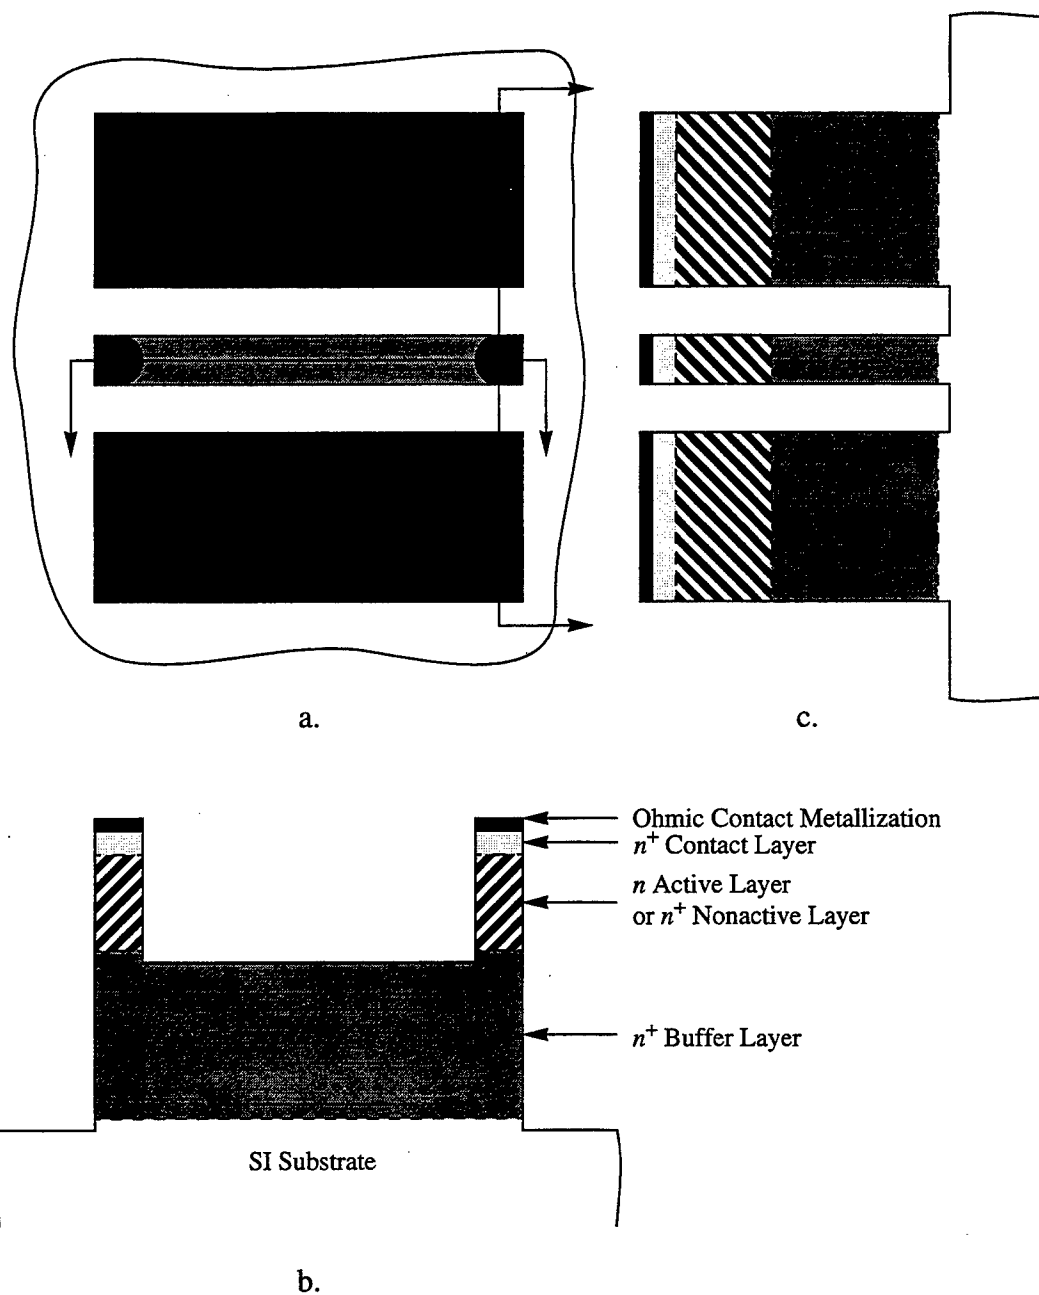 a.
c.
Ohmic Contact Metallization
n⁺ Contact Layer
n Active Layer
or n⁺ Nonactive Layer
n⁺ Buffer Layer
SI Substrate
b.